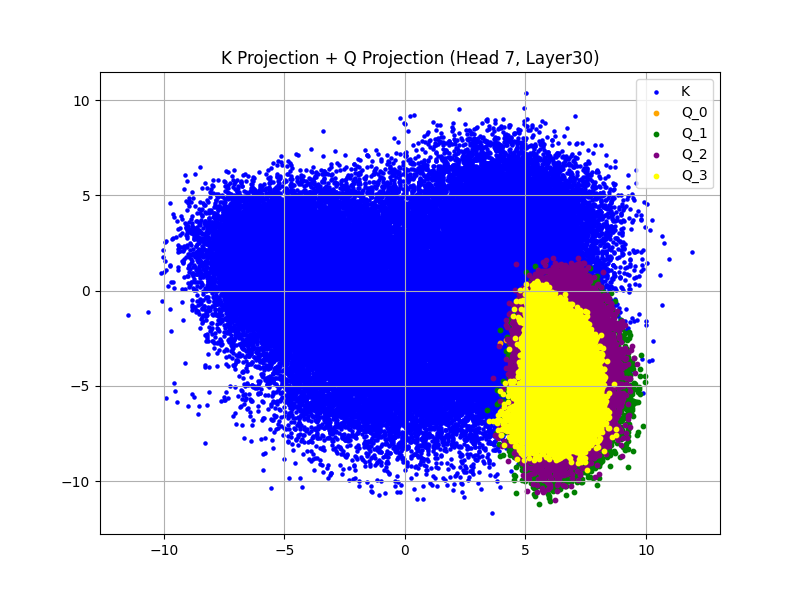 K Projection + Q Projection (Head 7, Layer30)
K
Q_0
Q_1
Q_2
Q_3
10
5
0
−5
−10
−10
−5
0
5
10